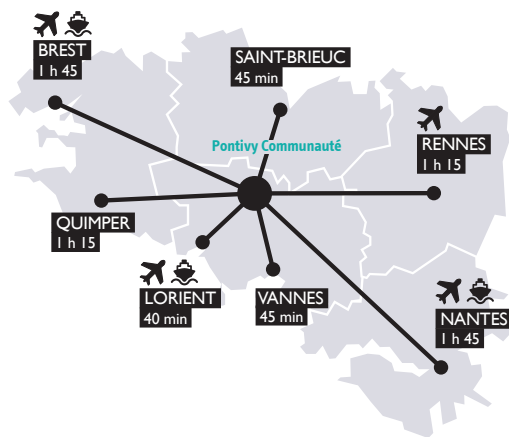 BREST
1 h 45
SAINT-BRIEUC
45 min
Pontivy Communauté
RENNES
1 h 15
QUIMPER
1 h 15
LORIENT
40 min
VANNES
45 min
NANTES
1 h 45